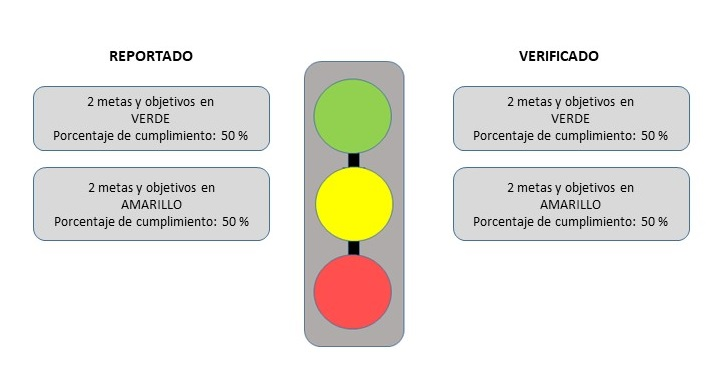 REPORTADO
2 metas y objetivos en
VERDE
Porcentaje de cumplimiento: 50 %
2 metas y objetivos en
AMARILLO
Porcentaje de cumplimiento: 50 %
VERIFICADO
2 metas y objetivos en
VERDE
Porcentaje de cumplimiento: 50 %
2 metas y objetivos en
AMARILLO
Porcentaje de cumplimiento: 50 %